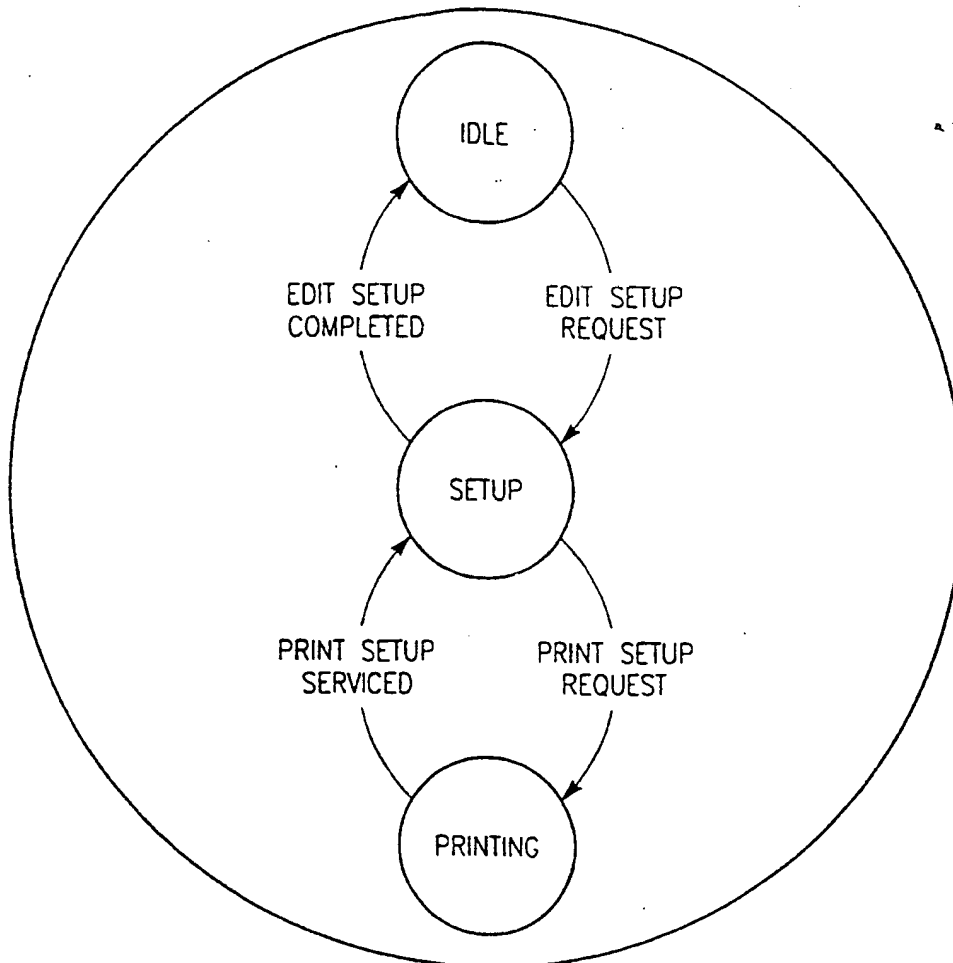 IDLE
EDIT SETUP
COMPLETED
EDIT SETUP
REQUEST
SETUP
PRINT SETUP
SERVICED
PRINT SETUP
REQUEST
PRINTING